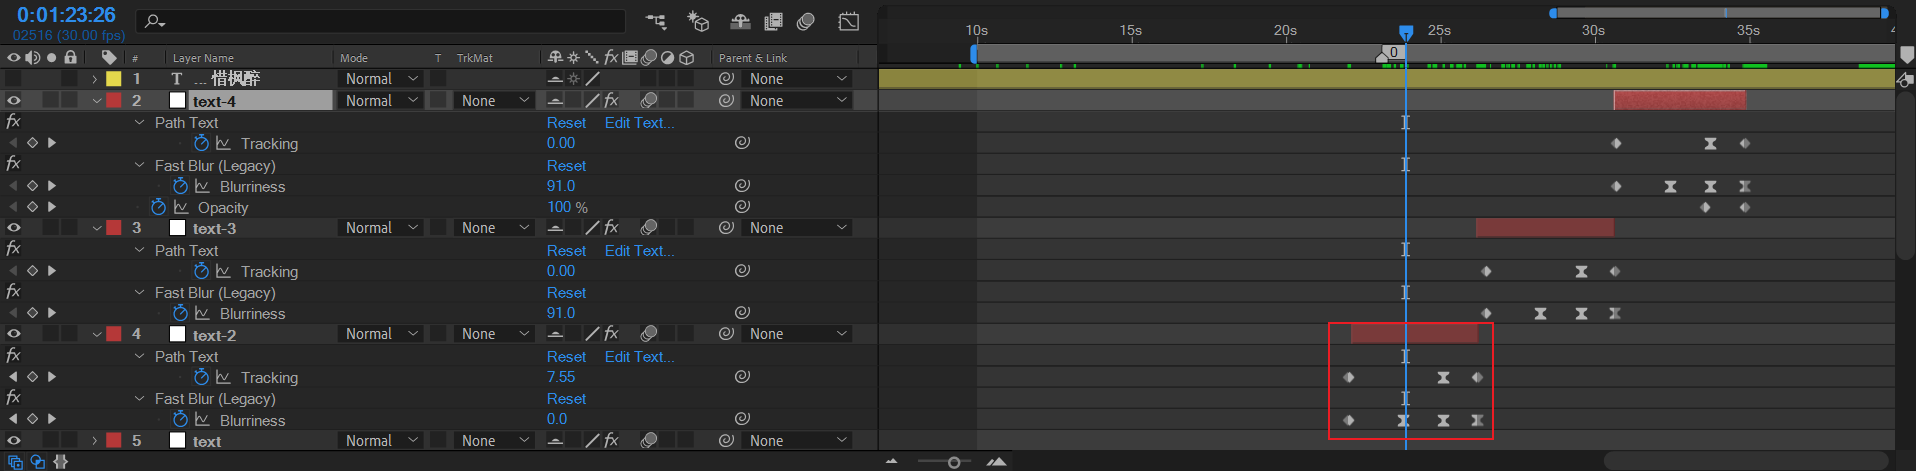 0:01:23:26
02516 (30.00 fps)
10s 15s 20s 25s 30s 35s
0
# Layer Name Mode T TrkMat fx Parent & Link
1 T ... 惜枫醉 Normal None
2 text-4 Normal None fx None
fx Path Text Reset Edit Text...
Tracking 0.00
fx Fast Blur (Legacy) Reset
Blurriness 91.0
Opacity 100 %
3 text-3 Normal None fx None
fx Path Text Reset Edit Text...
Tracking 0.00
fx Fast Blur (Legacy) Reset
Blurriness 91.0
4 text-2 Normal None fx None
fx Path Text Reset Edit Text...
Tracking 7.55
fx Fast Blur (Legacy) Reset
Blurriness 0.0
5 text Normal None fx None